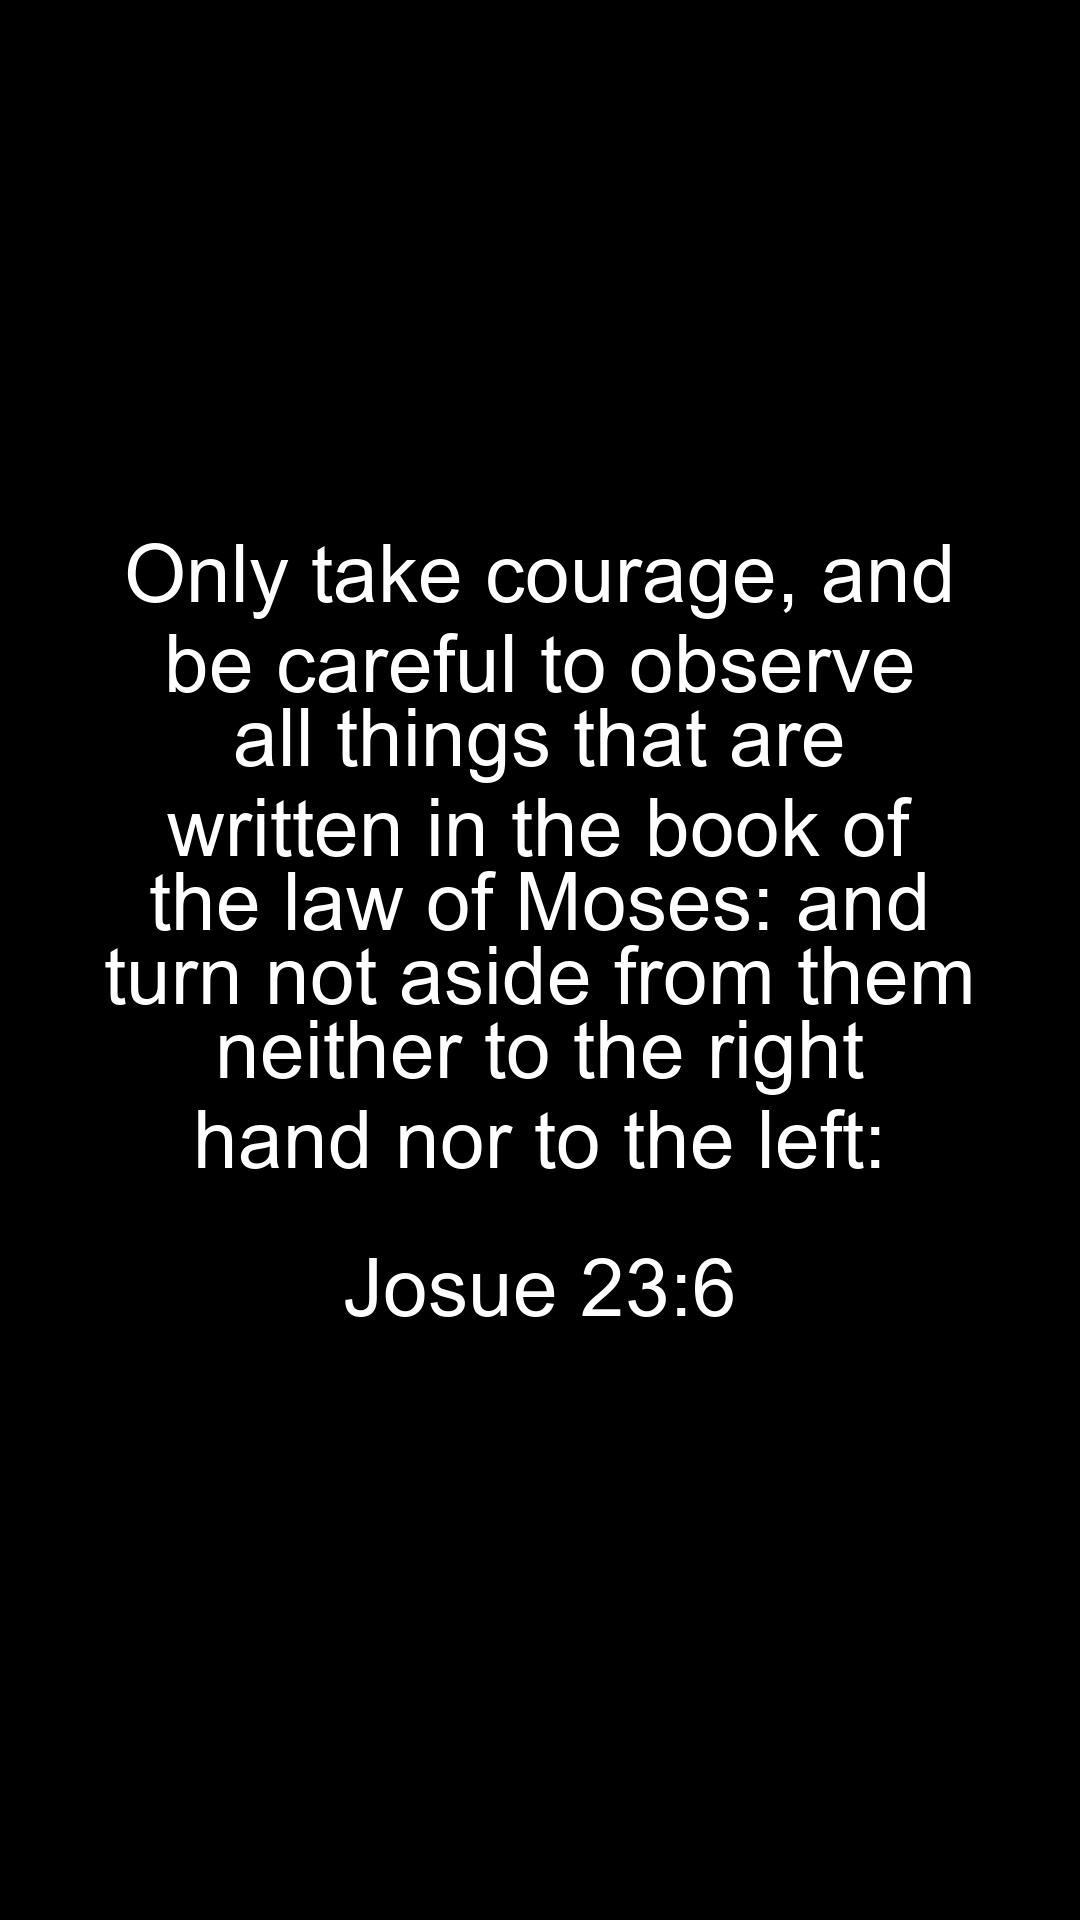 Only take courage, and
be careful to observe
all things that are
written in the book of
the law of Moses: and
turn not aside from them
neither to the right
hand nor to the left:
Josue 23:6